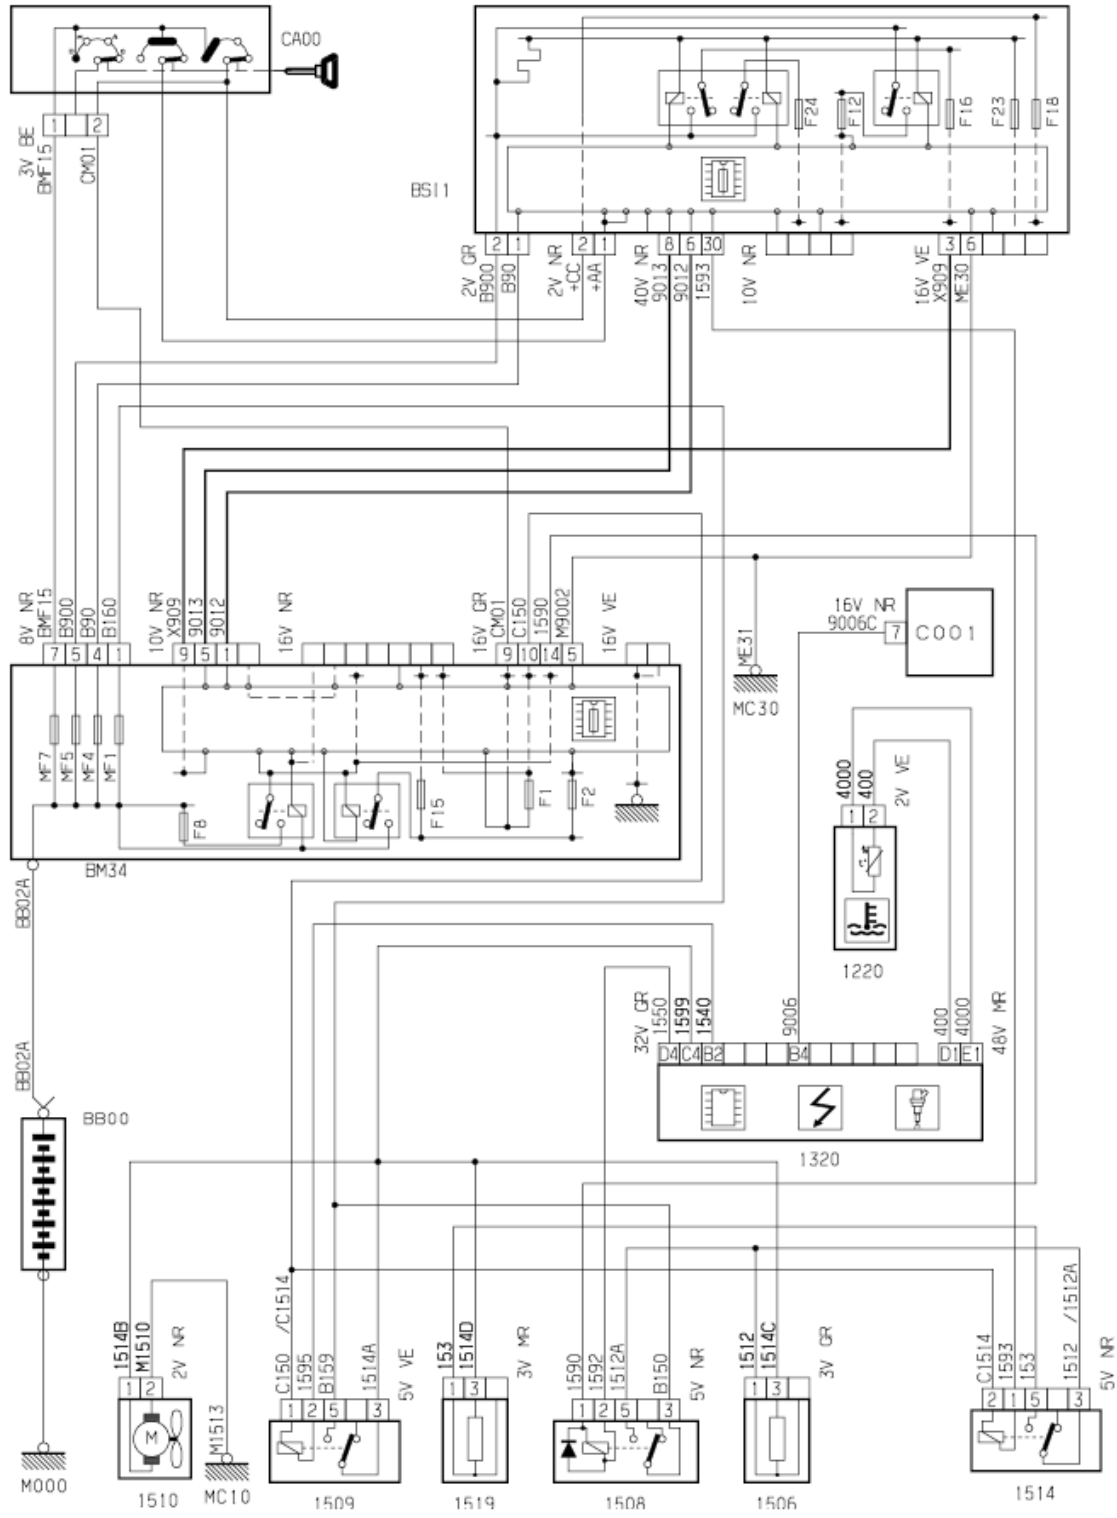 CA00
1 2
3V BE
BMF15
CM01
BSI1
F24
F12
F16
F23
F18
2 1 2 1 8 6 30 3 6
2V GR
B900
B90
2V NR
+CC
+AA
40V NR
9013
9012
1593
10V NR
16V VE
X909
ME30
8V NR
BMF15
B900
B90
B160
10V NR
X909
9013
9012
16V NR
16V GR
CM01
C150
1590
M9002
16V VE
7 5 4 1 9 5 1 9 10 14 5
ME31
MC30
16V NR
9006C
7
C001
MF7
MF5
MF4
MF1
F8
F15
F1
F2
BM34
BB02A
4000
400
2V VE
1 2
1220
32V GR
1550
1599
1540
9006
400
4000
48V MR
D4 C4 B2 B4 D1 E1
1320
BB02A
BB00
M000
1514B
M1510
2V NR
1 2
M
1510
M1513
MC10
C150 /C1514
1595
B159
1514A
5V VE
1 2 5 3
1509
153
1514D
3V MR
1 3
1519
1590
1592
1512A
B150
5V NR
1 2 5 3
1508
1512
1514C
3V GR
1 3
1506
C1514
1593
153
1512 /1512A
5V NR
2 1 5 3
1514